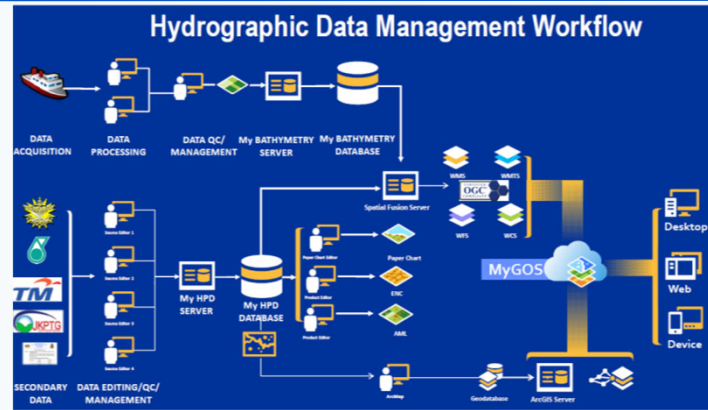 Hydrographic Data Management Workflow
DATA
ACQUISITION
DATA
PROCESSING
DATA QC/
MANAGEMENT
My BATHYMETRY
SERVER
My BATHYMETRY
DATABASE
Spatial Fusion Server
WMS
WMTS
OGC
WFS
WCS
Source Editor 1
Source Editor 2
Source Editor 3
Source Editor 4
TM
JKPTG
My HPD
SERVER
My HPD
DATABASE
Paper Chart Editor
Paper Chart
Product Editor
ENC
Product Editor
AML
MyGOS
Desktop
Web
Device
SECONDARY
DATA
DATA EDITING/QC/
MANAGEMENT
ArcMap
Geodatabase
ArcGIS Server